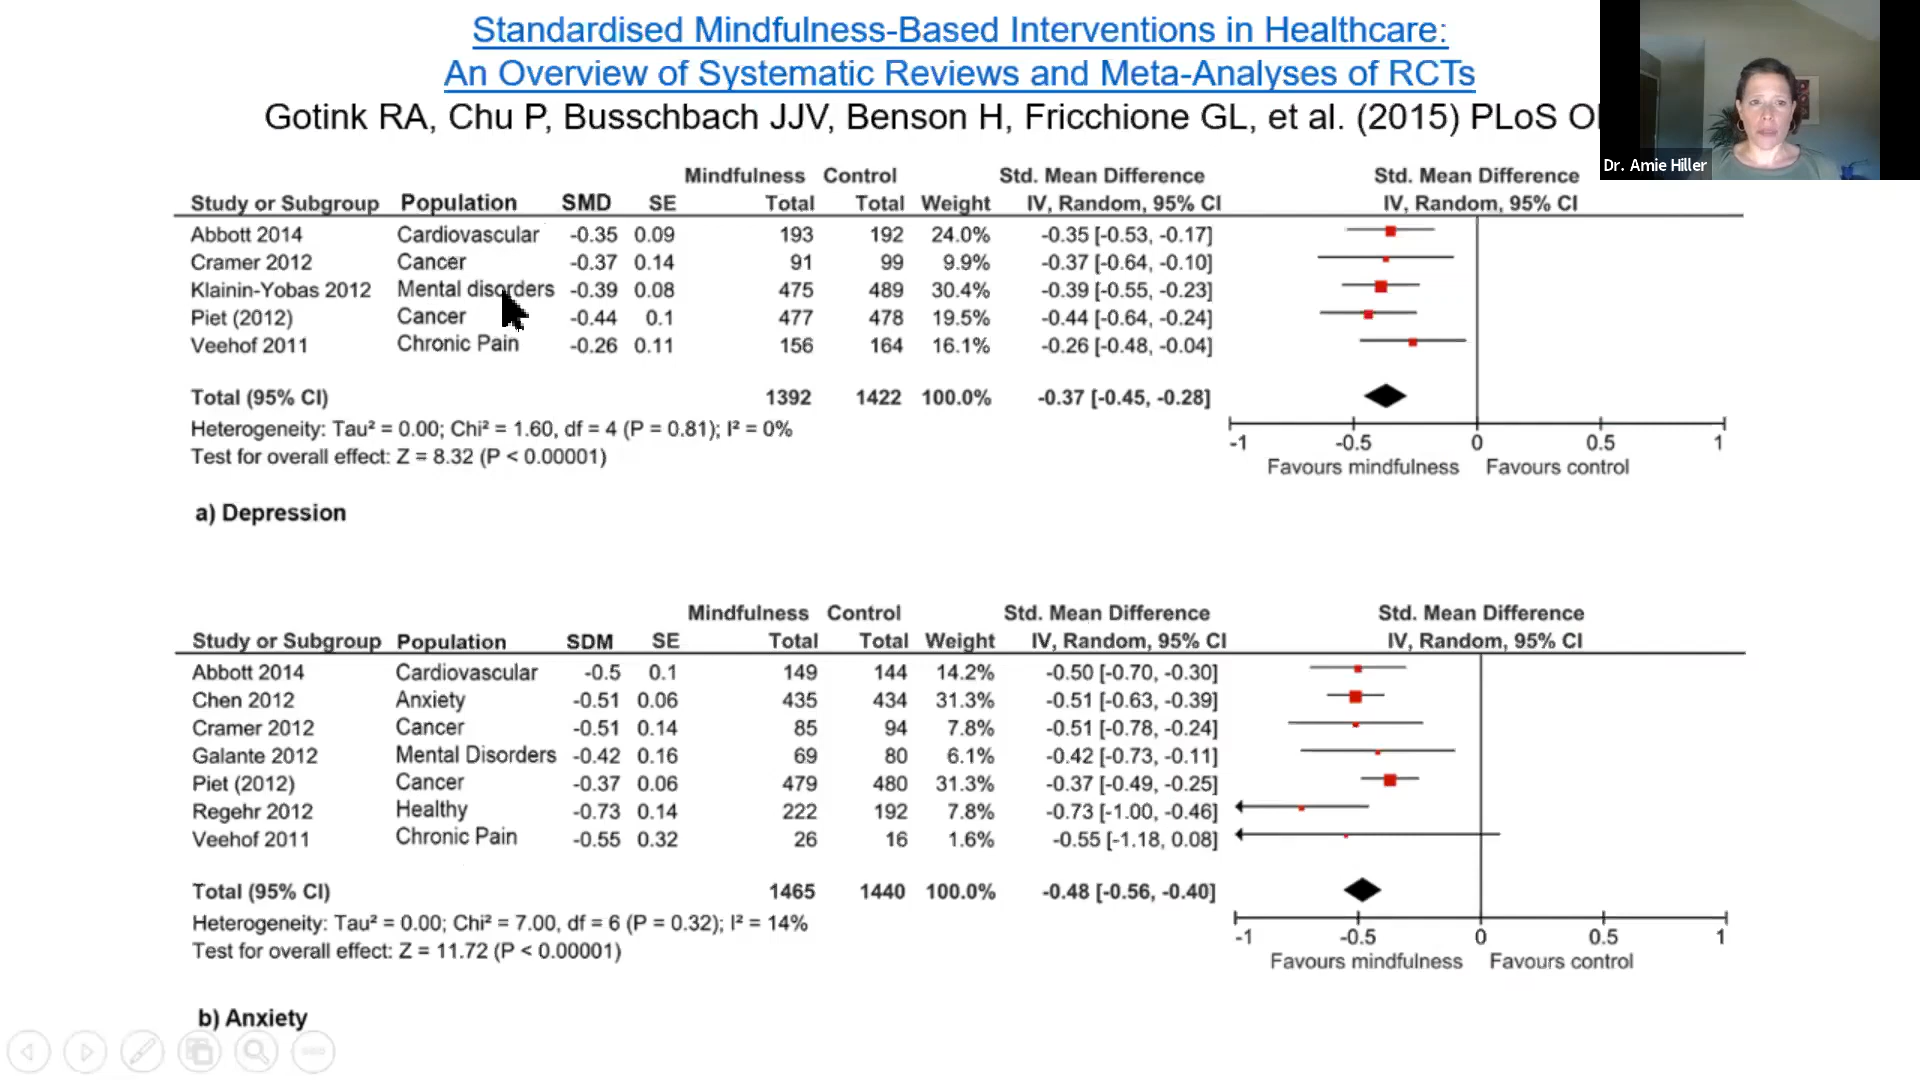 Standardised Mindfulness-Based Interventions in Healthcare:
An Overview of Systematic Reviews and Meta-Analyses of RCTs
Gotink RA, Chu P, Busschbach JJV, Benson H, Fricchione GL, et al. (2015) PLoS
Dr. Amie Hiller
Mindfulness Control Std. Mean Difference Std. Mean Difference
Study or Subgroup Population SMD SE Total Total Weight IV, Random, 95% CI IV, Random, 95% CI
Abbott 2014 Cardiovascular -0.35 0.09 193 192 24.0% -0.35 [-0.53, -0.17]
Cramer 2012 Cancer -0.37 0.14 91 99 9.9% -0.37 [-0.64, -0.10]
Klainin-Yobas 2012 Mental disorders -0.39 0.08 475 489 30.4% -0.39 [-0.55, -0.23]
Piet (2012) Cancer -0.44 0.1 477 478 19.5% -0.44 [-0.64, -0.24]
Veehof 2011 Chronic Pain -0.26 0.11 156 164 16.1% -0.26 [-0.48, -0.04]
Total (95% CI) 1392 1422 100.0% -0.37 [-0.45, -0.28]
Heterogeneity: Tau² = 0.00; Chi² = 1.60, df = 4 (P = 0.81); I² = 0%
Test for overall effect: Z = 8.32 (P < 0.00001)
-1 -0.5 0 0.5 1
Favours mindfulness Favours control
a) Depression
Mindfulness Control Std. Mean Difference Std. Mean Difference
Study or Subgroup Population SDM SE Total Total Weight IV, Random, 95% CI IV, Random, 95% CI
Abbott 2014 Cardiovascular -0.5 0.1 149 144 14.2% -0.50 [-0.70, -0.30]
Chen 2012 Anxiety -0.51 0.06 435 434 31.3% -0.51 [-0.63, -0.39]
Cramer 2012 Cancer -0.51 0.14 85 94 7.8% -0.51 [-0.78, -0.24]
Galante 2012 Mental Disorders -0.42 0.16 69 80 6.1% -0.42 [-0.73, -0.11]
Piet (2012) Cancer -0.37 0.06 479 480 31.3% -0.37 [-0.49, -0.25]
Regehr 2012 Healthy -0.73 0.14 222 192 7.8% -0.73 [-1.00, -0.46]
Veehof 2011 Chronic Pain -0.55 0.32 26 16 1.6% -0.55 [-1.18, 0.08]
Total (95% CI) 1465 1440 100.0% -0.48 [-0.56, -0.40]
Heterogeneity: Tau² = 0.00; Chi² = 7.00, df = 6 (P = 0.32); I² = 14%
Test for overall effect: Z = 11.72 (P < 0.00001)
-1 -0.5 0 0.5 1
Favours mindfulness Favours control
b) Anxiety